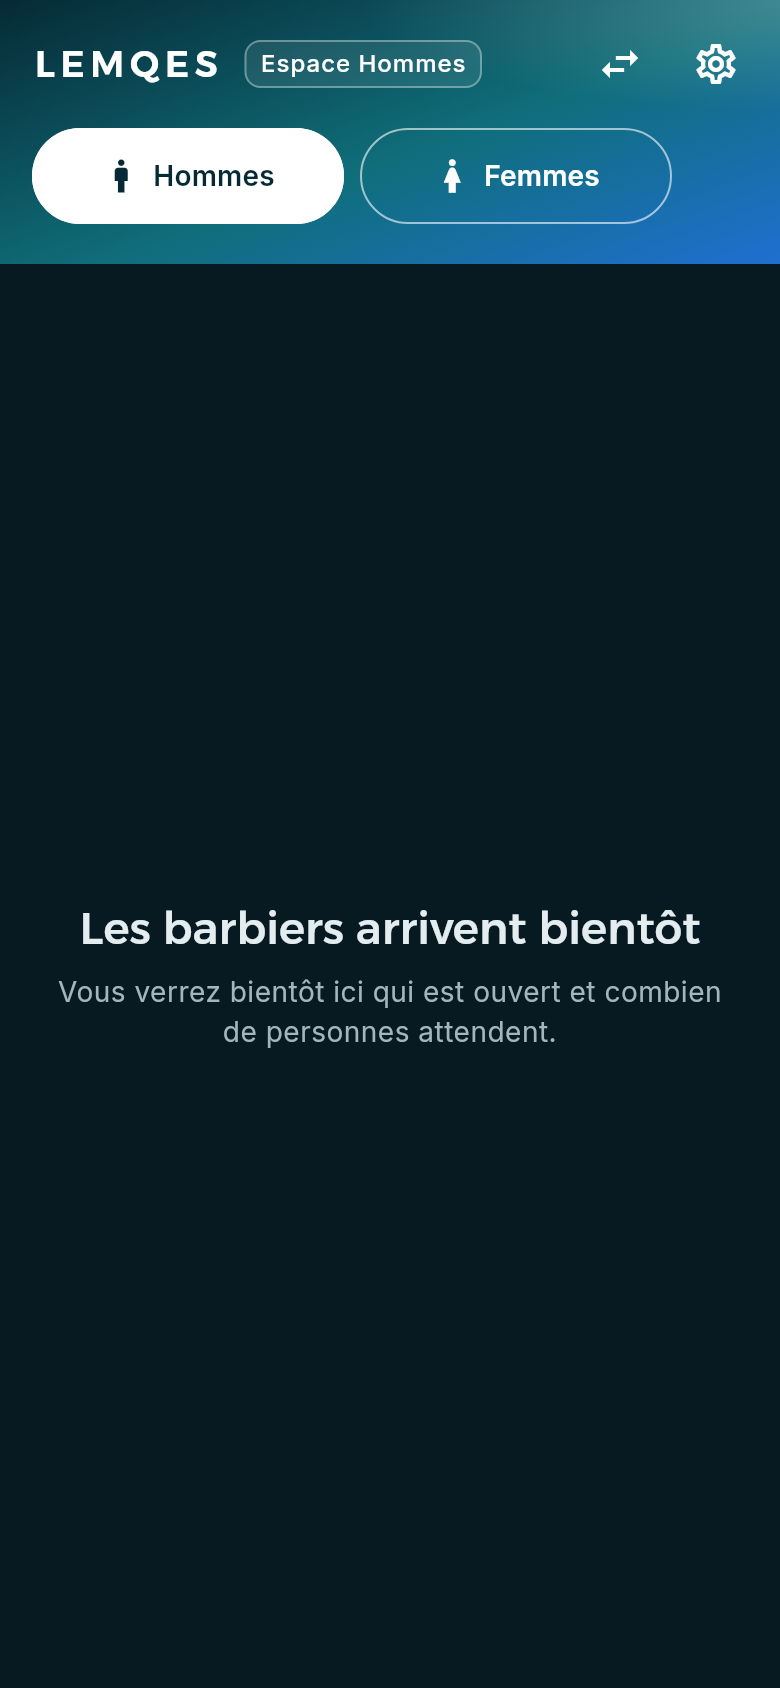 LEMQES
Espace Hommes
Hommes
Femmes
Les barbiers arrivent bientôt
Vous verrez bientôt ici qui est ouvert et combien
de personnes attendent.